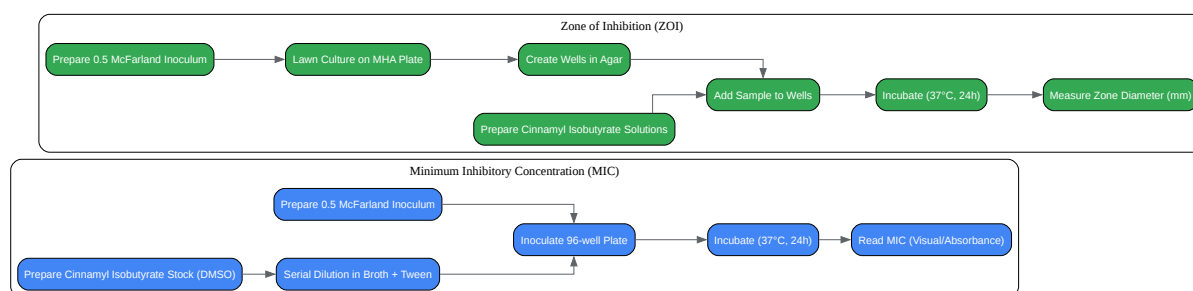 Zone of Inhibition (ZOI)
Prepare 0.5 McFarland Inoculum
Lawn Culture on MHA Plate
Create Wells in Agar
Add Sample to Wells
Incubate (37°C, 24h)
Measure Zone Diameter (mm)
Prepare Cinnamyl Isobutyrate Solutions
Minimum Inhibitory Concentration (MIC)
Prepare 0.5 McFarland Inoculum
Inoculate 96-well Plate
Incubate (37°C, 24h)
Read MIC (Visual/Absorbance)
Prepare Cinnamyl Isobutyrate Stock (DMSO)
Serial Dilution in Broth + Tween